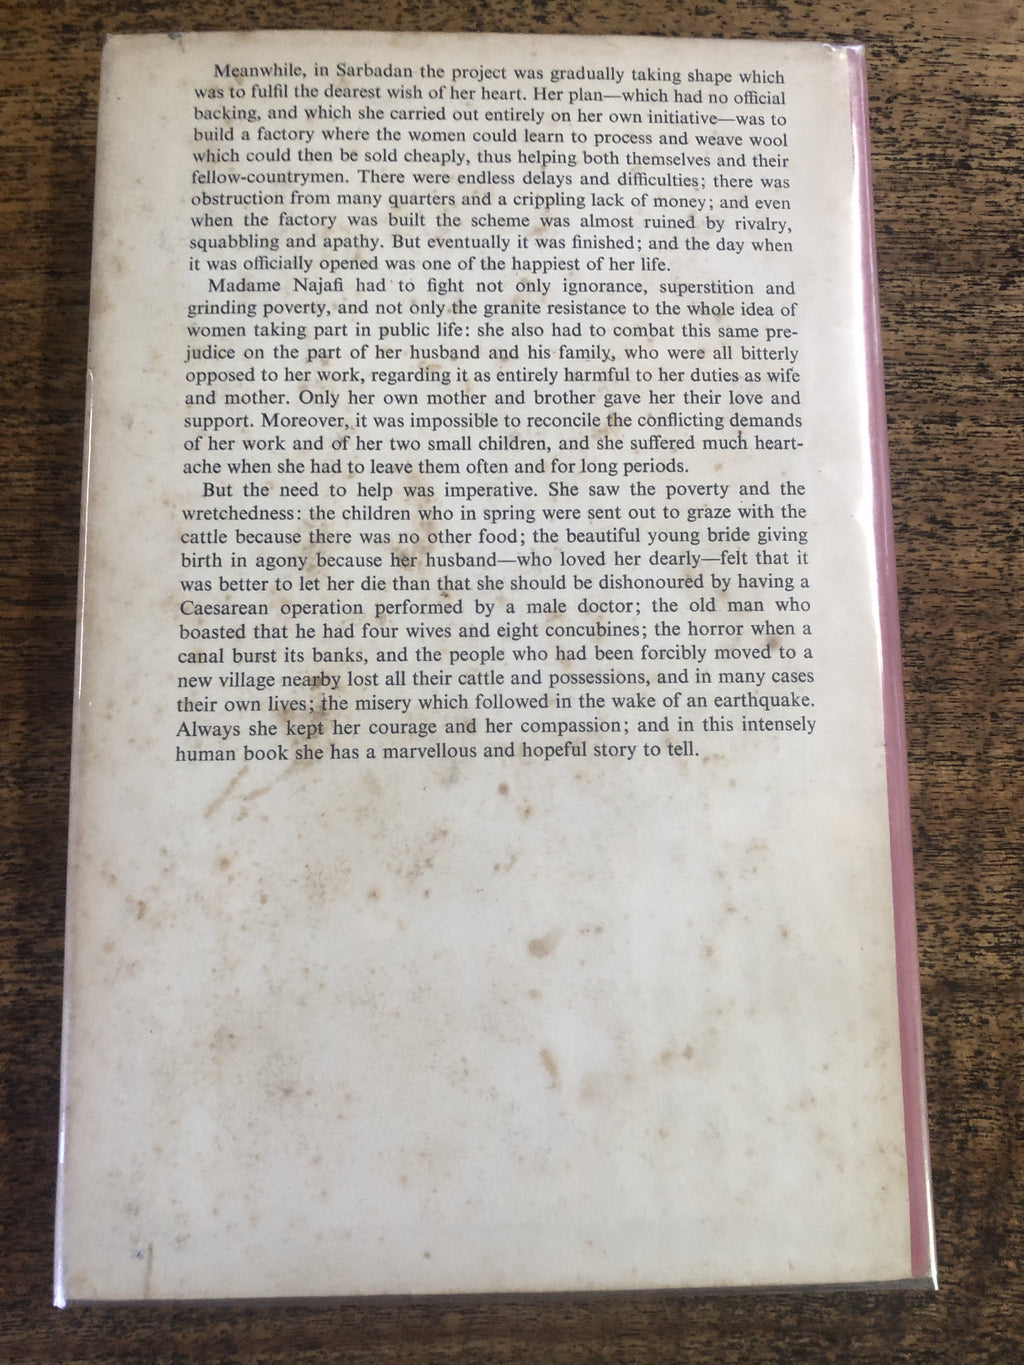 Meanwhile, in Sarbadan the project was gradually taking shape which
was to fulfil the dearest wish of her heart. Her plan—which had no official
backing, and which she carried out entirely on her own initiative—was to
build a factory where the women could learn to process and weave wool
which could then be sold cheaply, thus helping both themselves and their
fellow-countrymen. There were endless delays and difficulties; there was
obstruction from many quarters and a crippling lack of money; and even
when the factory was built the scheme was almost ruined by rivalry,
squabbling and apathy. But eventually it was finished; and the day when
it was officially opened was one of the happiest of her life.
Madame Najafi had to fight not only ignorance, superstition and
grinding poverty, and not only the granite resistance to the whole idea of
women taking part in public life: she also had to combat this same pre-
judice on the part of her husband and his family, who were all bitterly
opposed to her work, regarding it as entirely harmful to her duties as wife
and mother. Only her own mother and brother gave her their love and
support. Moreover, it was impossible to reconcile the conflicting demands
of her work and of her two small children, and she suffered much heart-
ache when she had to leave them often and for long periods.
But the need to help was imperative. She saw the poverty and the
wretchedness: the children who in spring were sent out to graze with the
cattle because there was no other food; the beautiful young bride giving
birth in agony because her husband—who loved her dearly—felt that it
was better to let her die than that she should be dishonoured by having a
Caesarean operation performed by a male doctor; the old man who
boasted that he had four wives and eight concubines; the horror when a
canal burst its banks, and the people who had been forcibly moved to a
new village nearby lost all their cattle and possessions, and in many cases
their own lives; the misery which followed in the wake of an earthquake.
Always she kept her courage and her compassion; and in this intensely
human book she has a marvellous and hopeful story to tell.